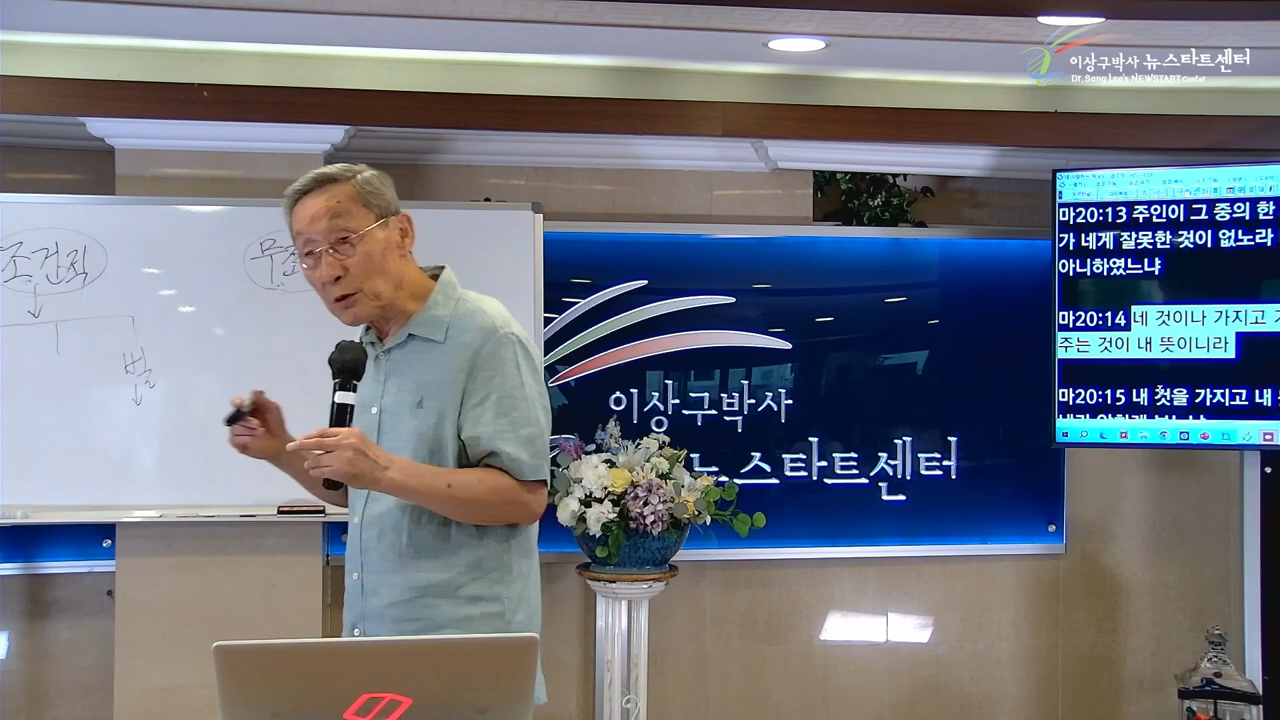 이상구박사 뉴스타트센터
Dr. Sang Lee's NEWSTART Center
조건적
무조
벌
이상구박사
뉴스타트센터
마20:13 주인이 그 중의 한
가 네게 잘못한 것이 없노라
아니하였느냐
마20:14 네 것이나 가지고
주는 것이 내 뜻이니라
마20:15 내 것을 가지고 내